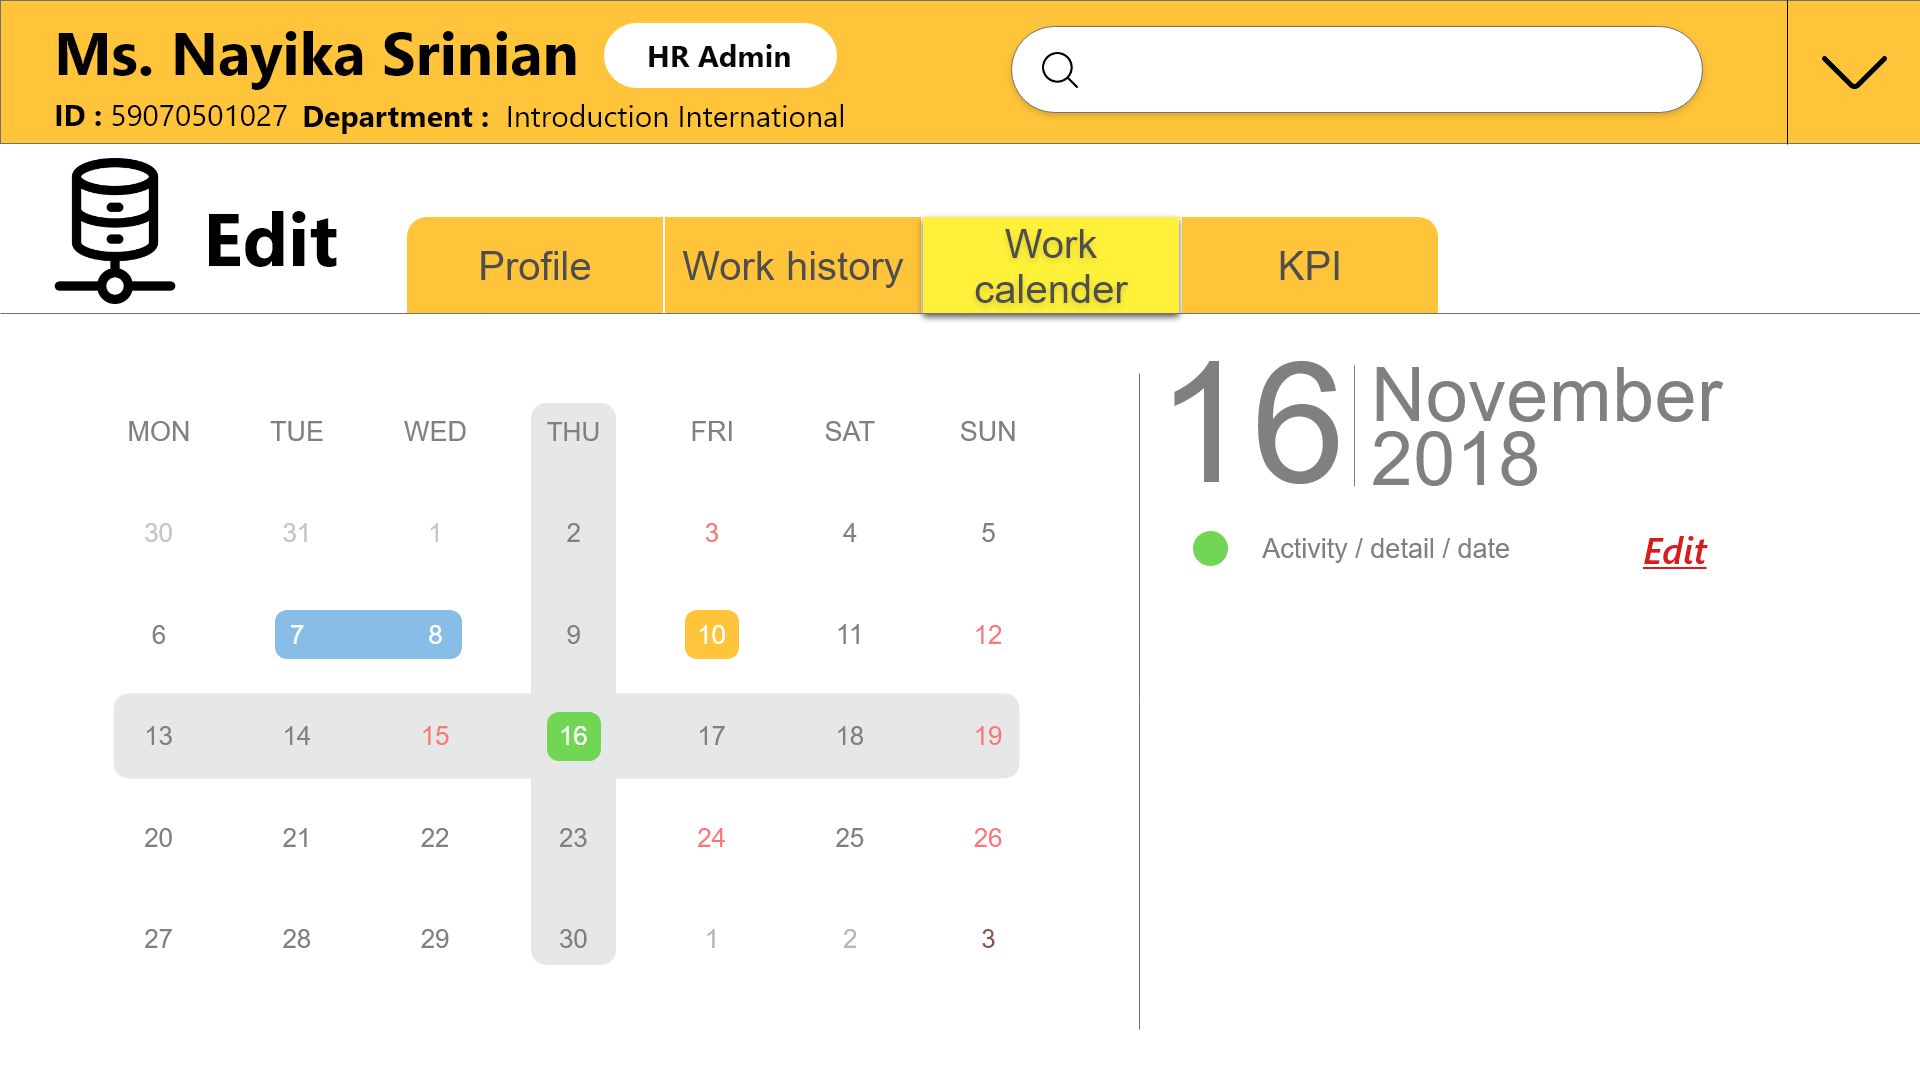 Ms. Nayika Srinian HR Admin
ID : 59070501027 Department : Introduction International
Edit
Profile
Work history
Work
calender
KPI
MON TUE WED THU FRI SAT SUN
30 31 1 2 3 4 5
6 7 8 9 10 11 12
13 14 15 16 17 18 19
20 21 22 23 24 25 26
27 28 29 30 1 2 3
16
November
2018
Activity / detail / date
Edit